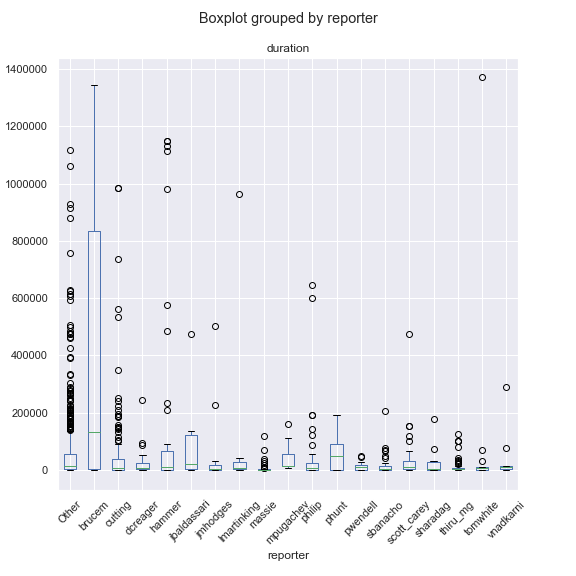 Boxplot grouped by reporter
duration
1400000
1200000
1000000
800000
600000
400000
200000
0
Other
brucem
cutting
dcreager
hammer
jbaldassari
jmhodges
lmartinking
massie
mpugachev
philip
phunt
pwendell
sbanacho
scott_carey
sharadag
thiru_mg
tomwhite
vnadkarni
reporter